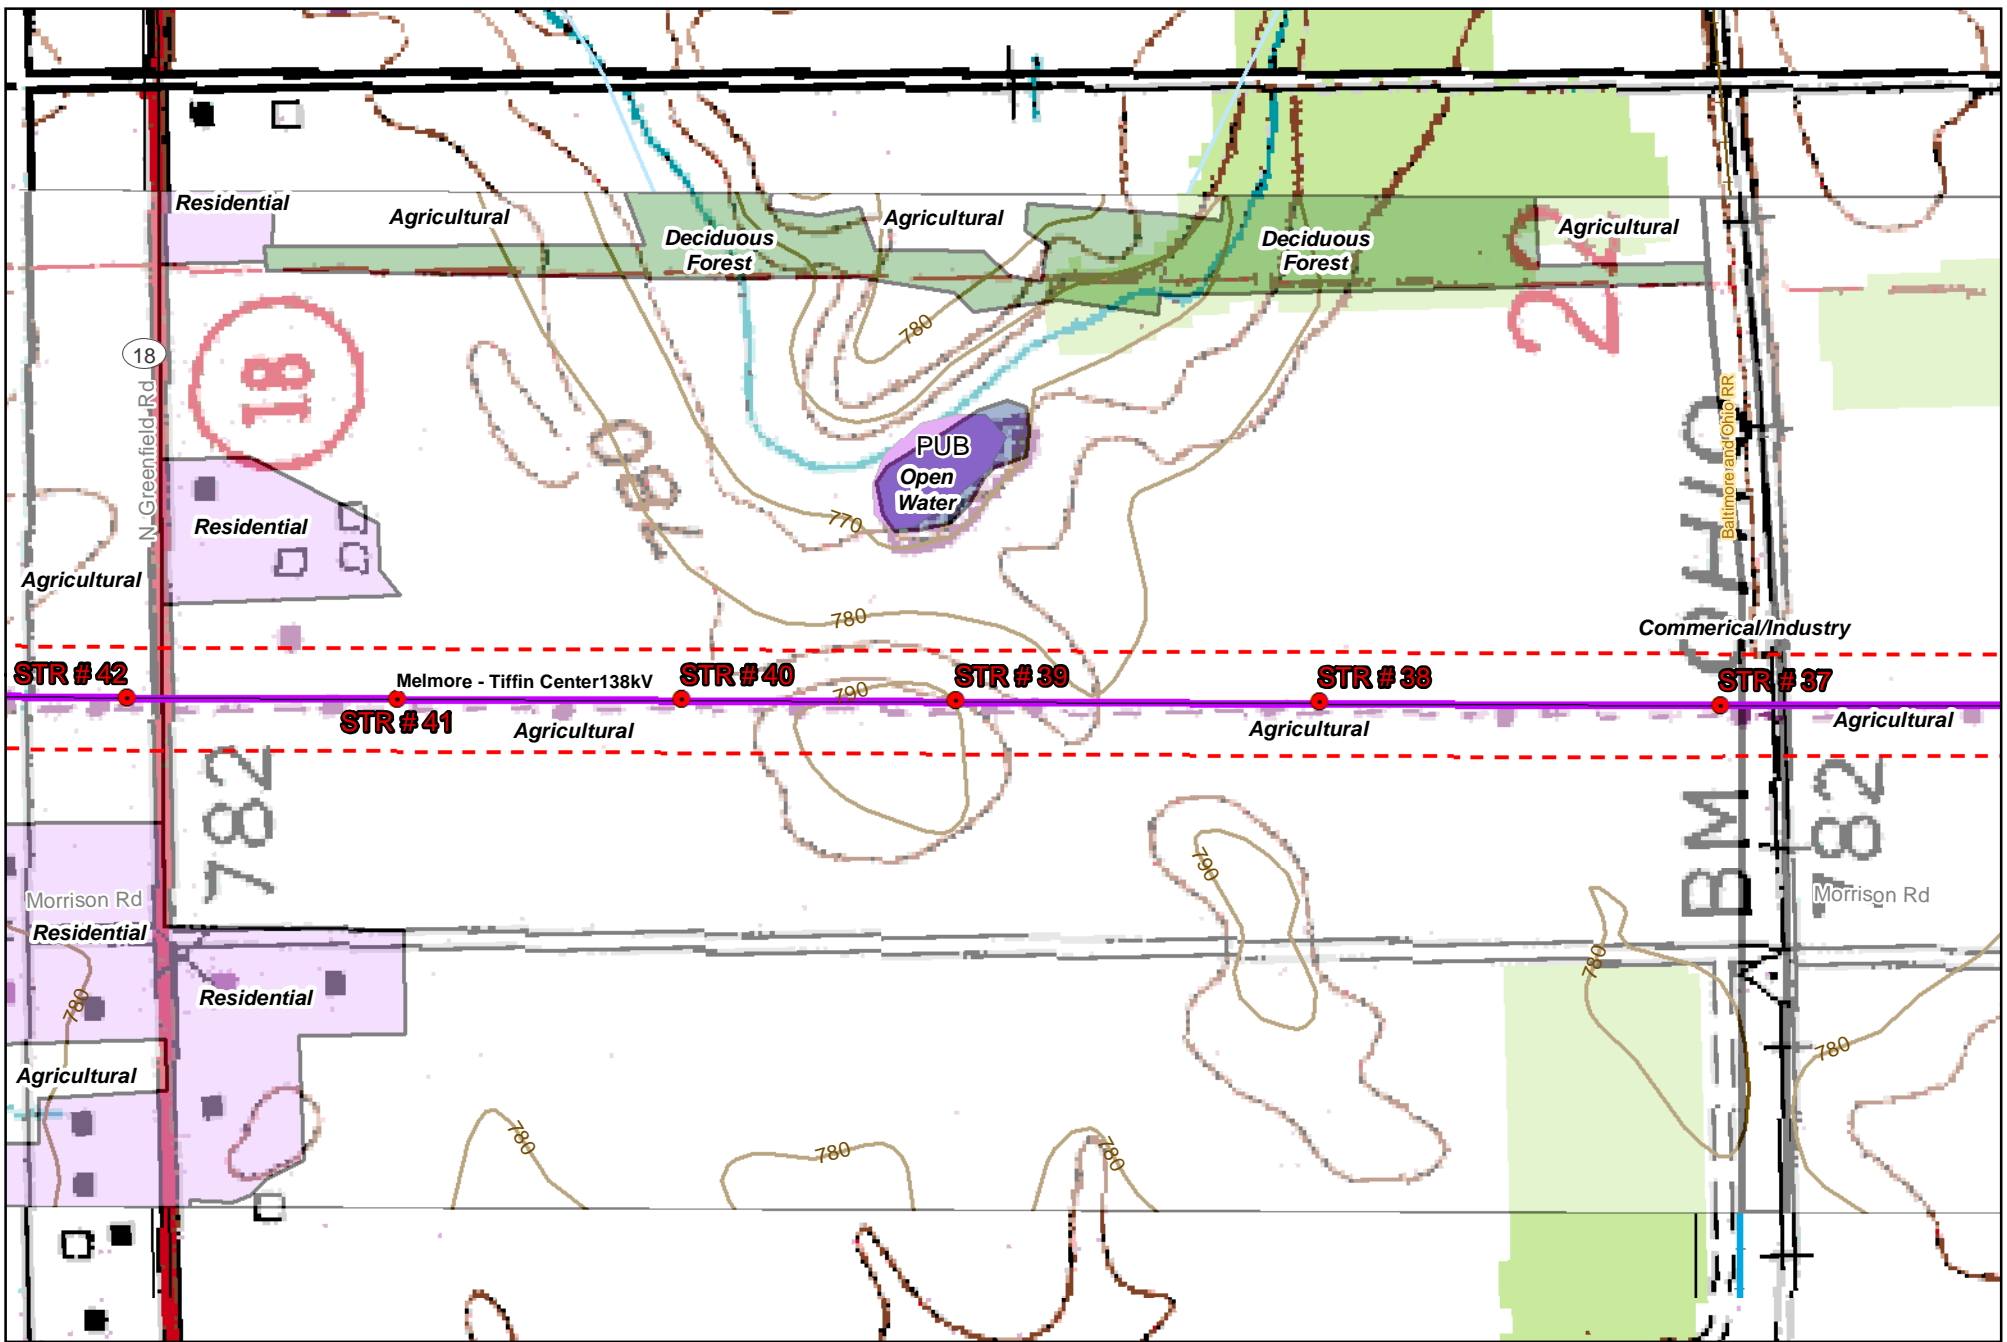 Residential
Agricultural
Agricultural
Agricultural
Deciduous
Forest
Deciduous
Forest
22
780
18
18
N Greenfield Rd
Baltimore and Ohio RR
OHIO
780
PUB
Open
Water
770
Residential
Agricultural
780
Commerical/Industry
STR # 42
Melmore - Tiffin Center138kV
STR # 40
790
STR # 39
STR # 38
STR # 37
STR # 41
Agricultural
Agricultural
Agricultural
782
BM
782
790
Morrison Rd
Morrison Rd
Residential
780
Residential
780
780
Agricultural
780
780
780